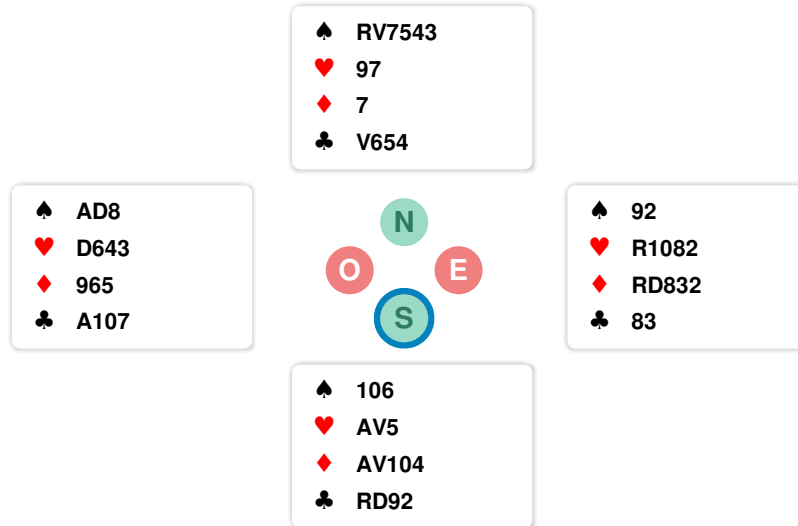 ♠ RV7543
♥ 97
♦ 7
♣ V654
♠ AD8
♥ D643
♦ 965
♣ A107
N
O E
S
♠ 92
♥ R1082
♦ RD832
♣ 83
♠ 106
♥ AV5
♦ AV104
♣ RD92